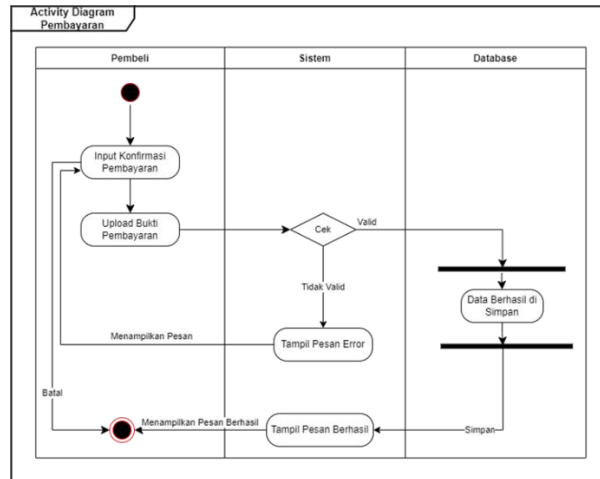 Activity Diagram
Pembayaran
Pembeli
Sistem
Database
Input Konfirmasi
Pembayaran
Upload Bukti
Pembayaran
Cek
Valid
Tidak Valid
Data Berhasil di
Simpan
Menampilkan Pesan
Tampil Pesan Error
Batal
Menampilkan Pesan Berhasil
Tampil Pesan Berhasil
Simpan